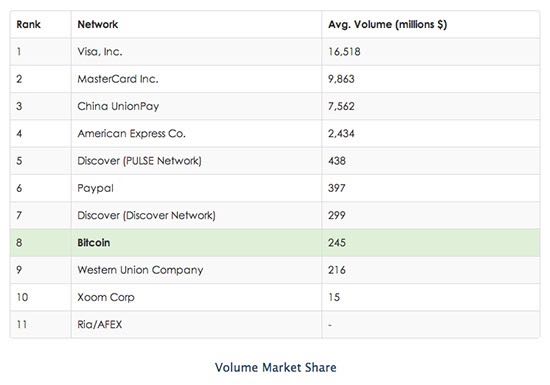 Rank Network Avg. Volume (millions $)
1 Visa, Inc. 16,518
2 MasterCard Inc. 9,863
3 China UnionPay 7,562
4 American Express Co. 2,434
5 Discover (PULSE Network) 438
6 Paypal 397
7 Discover (Discover Network) 299
8 Bitcoin 245
9 Western Union Company 216
10 Xoom Corp 15
11 Ria/AFEX -
Volume Market Share